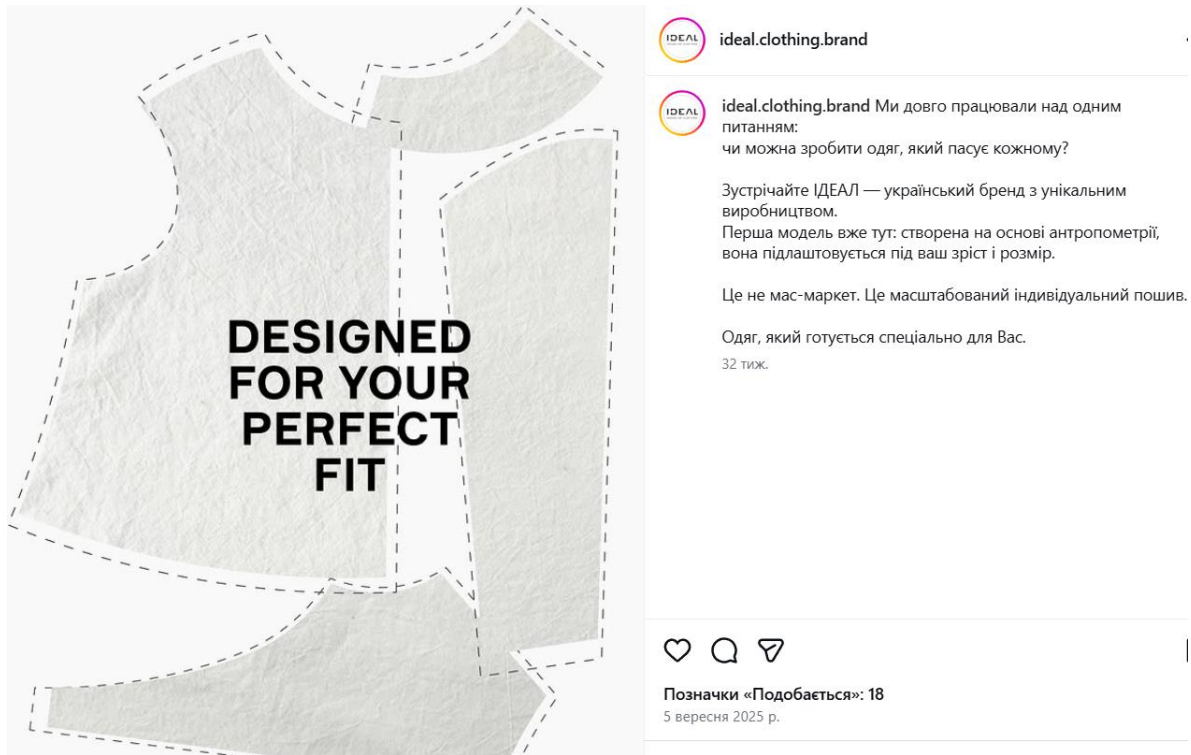 DESIGNED
FOR YOUR
PERFECT
FIT
IDEAL
ideal.clothing.brand
IDEAL
ideal.clothing.brand Ми довго працювали над одним
питанням:
чи можна зробити одяг, який пасує кожному?
Зустрічайте ІДЕАЛ — український бренд з унікальним
виробництвом.
Перша модель вже тут: створена на основі антропометрії,
вона підлаштовується під ваш зріст і розмір.
Це не мас-маркет. Це масштабований індивідуальний пошив.
Одяг, який готується спеціально для Вас.
32 тиж.
Позначки «Подобається»: 18
5 вересня 2025 р.